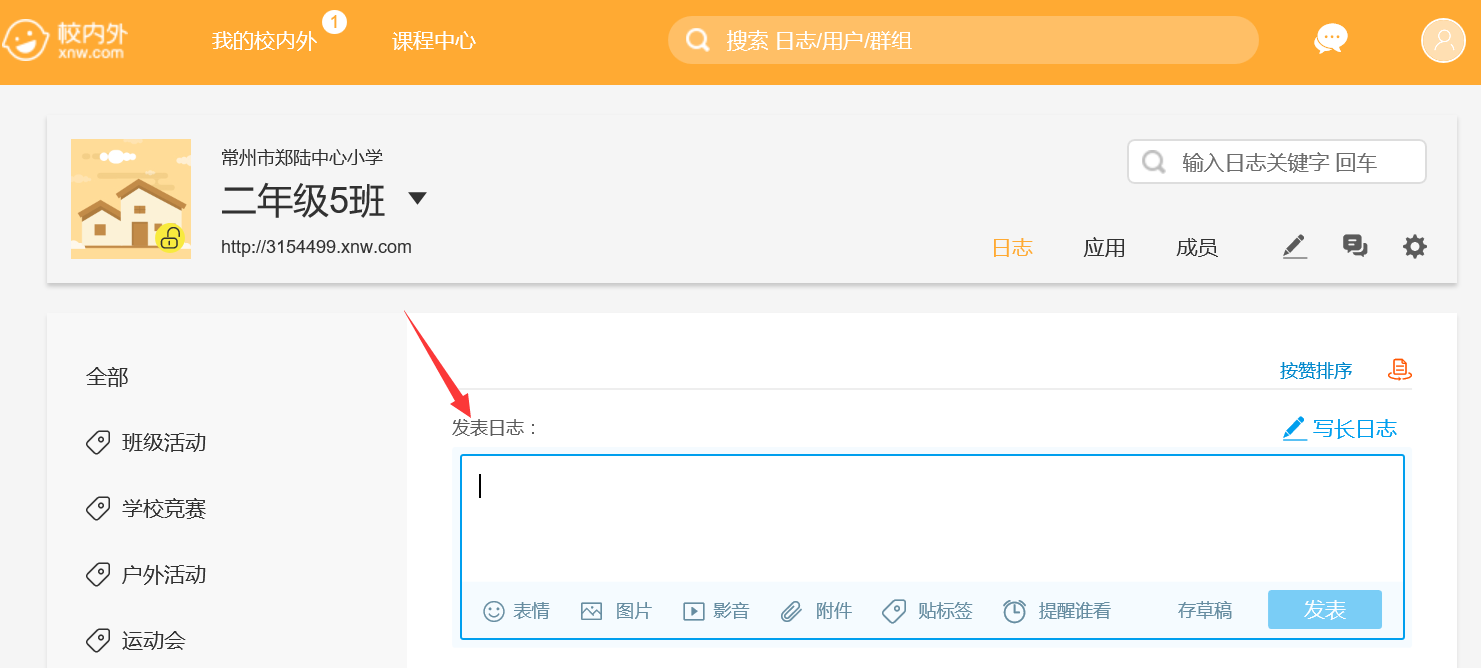 校内外
xnw.com
我的校内外
1
课程中心
搜索 日志/用户/群组
常州市郑陆中心小学
二年级5班
http://3154499.xnw.com
输入日志关键字 回车
日志
应用
成员
全部
班级活动
学校竞赛
户外活动
运动会
按赞排序
发表日志：
写长日志
表情
图片
影音
附件
贴标签
提醒谁看
存草稿
发表